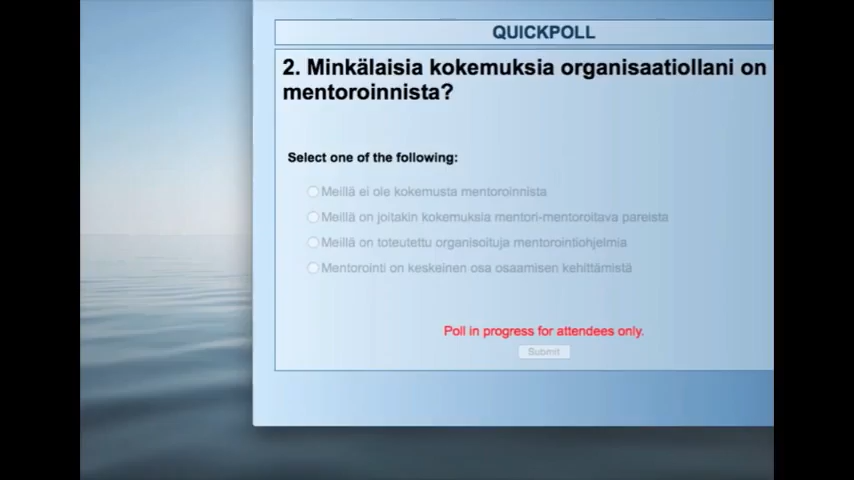 QUICKPOLL
2. Minkälaisia kokemuksia organisaatiollani on
mentoroinnista?
Select one of the following:
Meillä ei ole kokemusta mentoroinnista
Meillä on joitakin kokemuksia mentori-mentoroitava pareista
Meillä on toteutettu organisoituja mentorointiohjelmia
Mentorointi on keskeinen osa osaamisen kehittämistä
Poll in progress for attendees only.
Submit